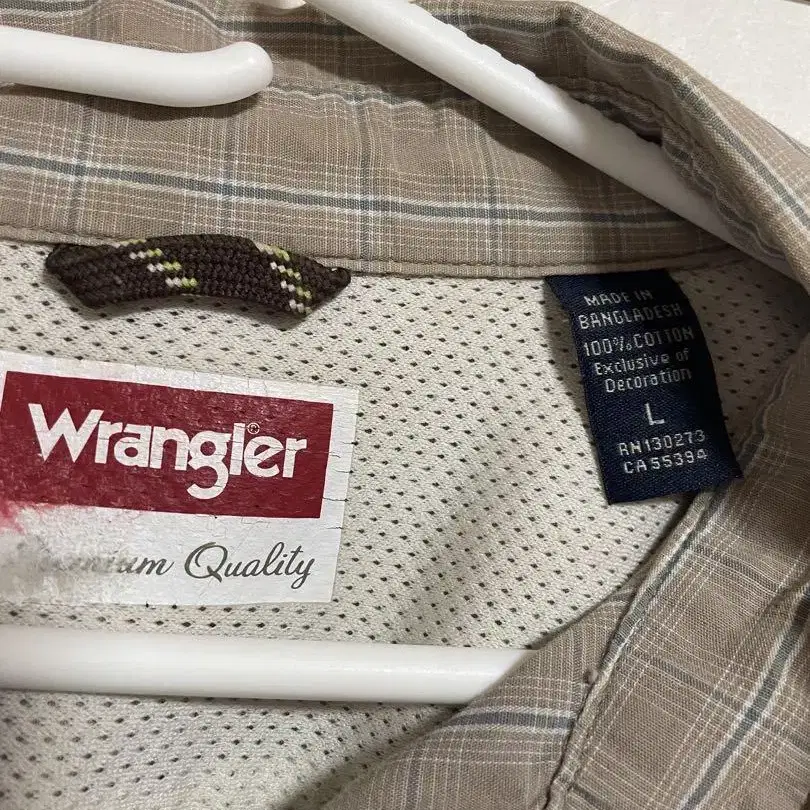 Wrangler®
Quality
MADE IN
BANGLADESH
100% COTTON
Exclusive of
Decoration
L
RN130273
CA55394